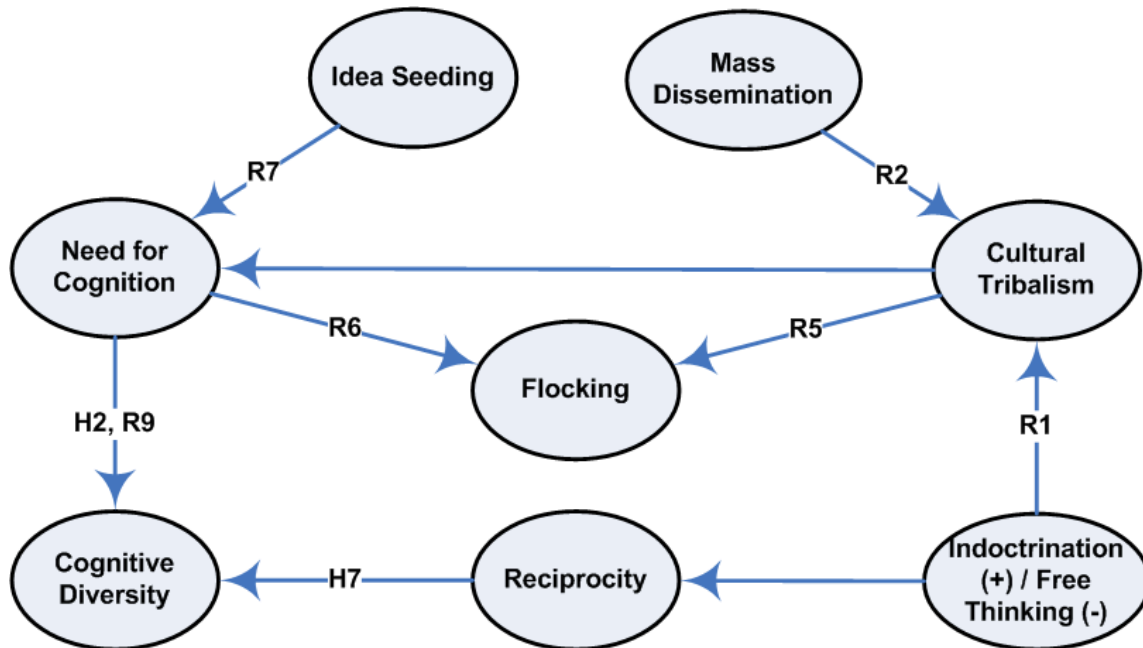 Idea Seeding
Mass
Dissemination
R7
R2
Need for
Cognition
Cultural
Tribalism
R6
R5
Flocking
H2, R9
R1
Cognitive
Diversity
H7
Reciprocity
Indoctrination
(+) / Free
Thinking (-)